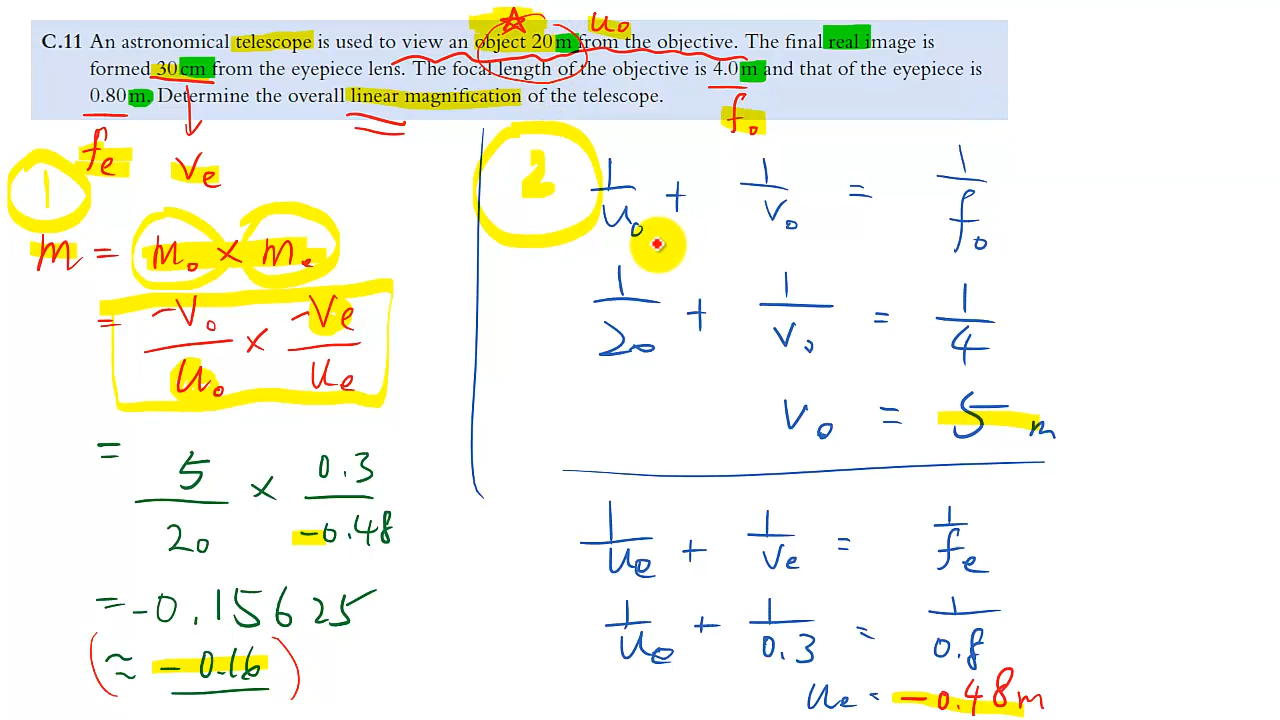 C.11 An astronomical telescope is used to view an object 20 m from the objective. The final real image is
formed 30 cm from the eyepiece lens. The focal length of the objective is 4.0 m and that of the eyepiece is
0.80 m. Determine the overall linear magnification of the telescope.
u₀
fₑ
vₑ
f₀
1
m = m₀ × mₑ
= -v₀/u₀ × -vₑ/uₑ
= 5/20 × 0.3/-0.48
= -0.15625
(≈ -0.16)
2
1/u₀ + 1/v₀ = 1/f₀
1/20 + 1/v₀ = 1/4
v₀ = 5 m
1/uₑ + 1/vₑ = 1/fₑ
1/uₑ + 1/0.3 = 1/0.8
uₑ = -0.48 m